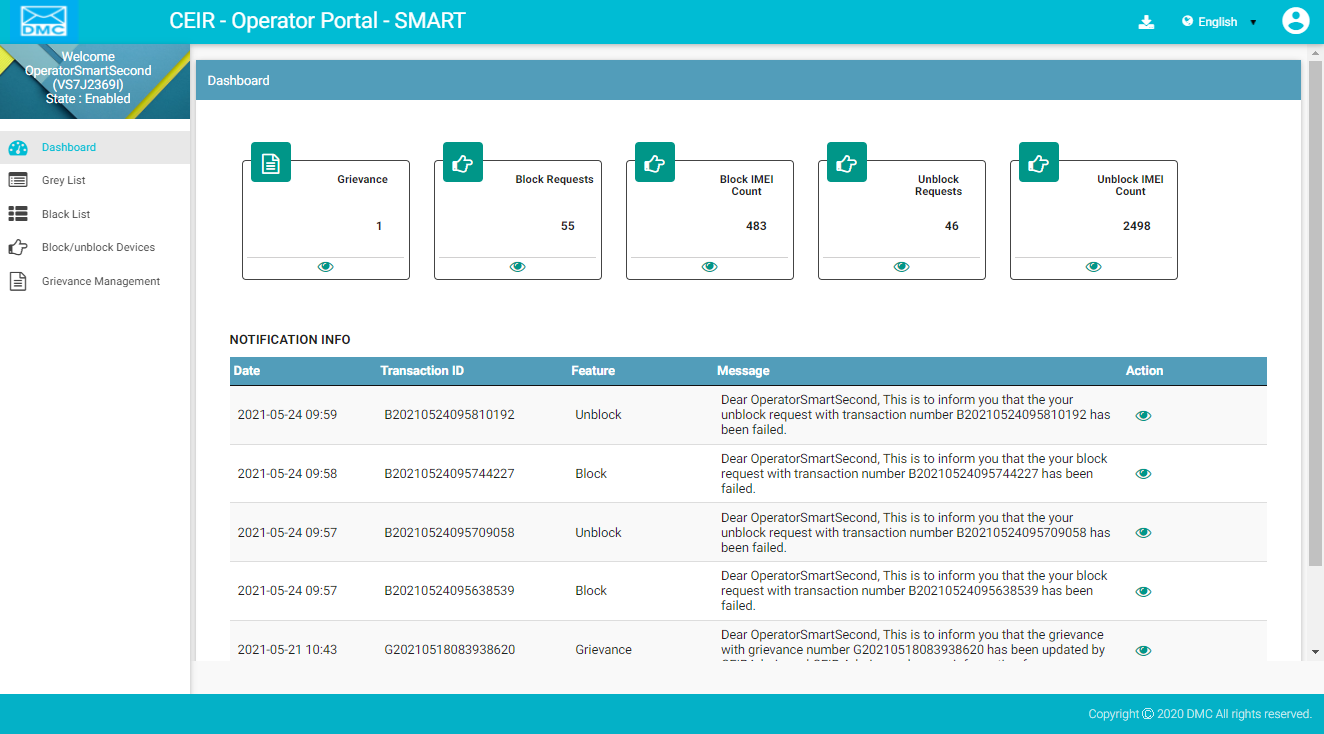 DMC
CEIR - Operator Portal - SMART
English
Welcome
OperatorSmartSecond
(VS7J2369I)
State : Enabled
Dashboard
Grey List
Black List
Block/unblock Devices
Grievance Management
Dashboard
Grievance
1
Block Requests
55
Block IMEI
Count
483
Unblock
Requests
46
Unblock IMEI
Count
2498
NOTIFICATION INFO
Date Transaction ID Feature Message Action
2021-05-24 09:59 B20210524095810192 Unblock
Dear OperatorSmartSecond, This is to inform you that the your
unblock request with transaction number B20210524095810192 has
been failed.
2021-05-24 09:58 B20210524095744227 Block
Dear OperatorSmartSecond, This is to inform you that the your block
request with transaction number B20210524095744227 has been
failed.
2021-05-24 09:57 B20210524095709058 Unblock
Dear OperatorSmartSecond, This is to inform you that the your
unblock request with transaction number B20210524095709058 has
been failed.
2021-05-24 09:57 B20210524095638539 Block
Dear OperatorSmartSecond, This is to inform you that the your block
request with transaction number B20210524095638539 has been
failed.
2021-05-21 10:43 G20210518083938620 Grievance
Dear OperatorSmartSecond, This is to inform you that the grievance
with grievance number G20210518083938620 has been updated by
Copyright © 2020 DMC All rights reserved.